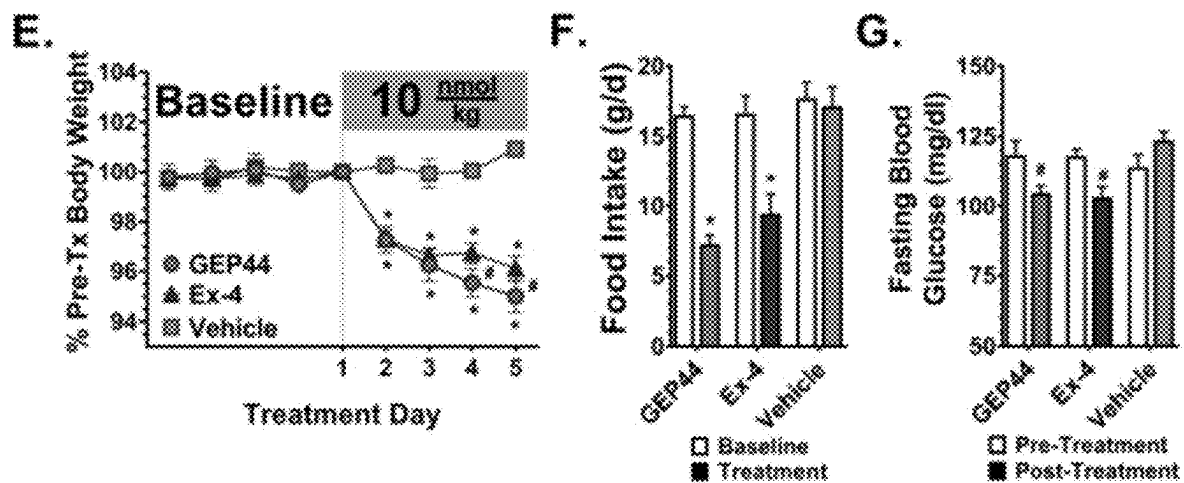 E.
% Pre-Tx Body Weight
104
102
100
98
96
94
Baseline
10 nmol
kg
GEP44
Ex-4
Vehicle
* * * *
* * * *
# #
1 2 3 4 5
Treatment Day
F.
Food Intake (g/d)
20
15
10
5
0
* *
GEP44 Ex-4 Vehicle
Baseline
Treatment
G.
Fasting Blood
Glucose (mg/dl)
150
125
100
75
50
GEP44 Ex-4 Vehicle
Pre-Treatment
Post-Treatment